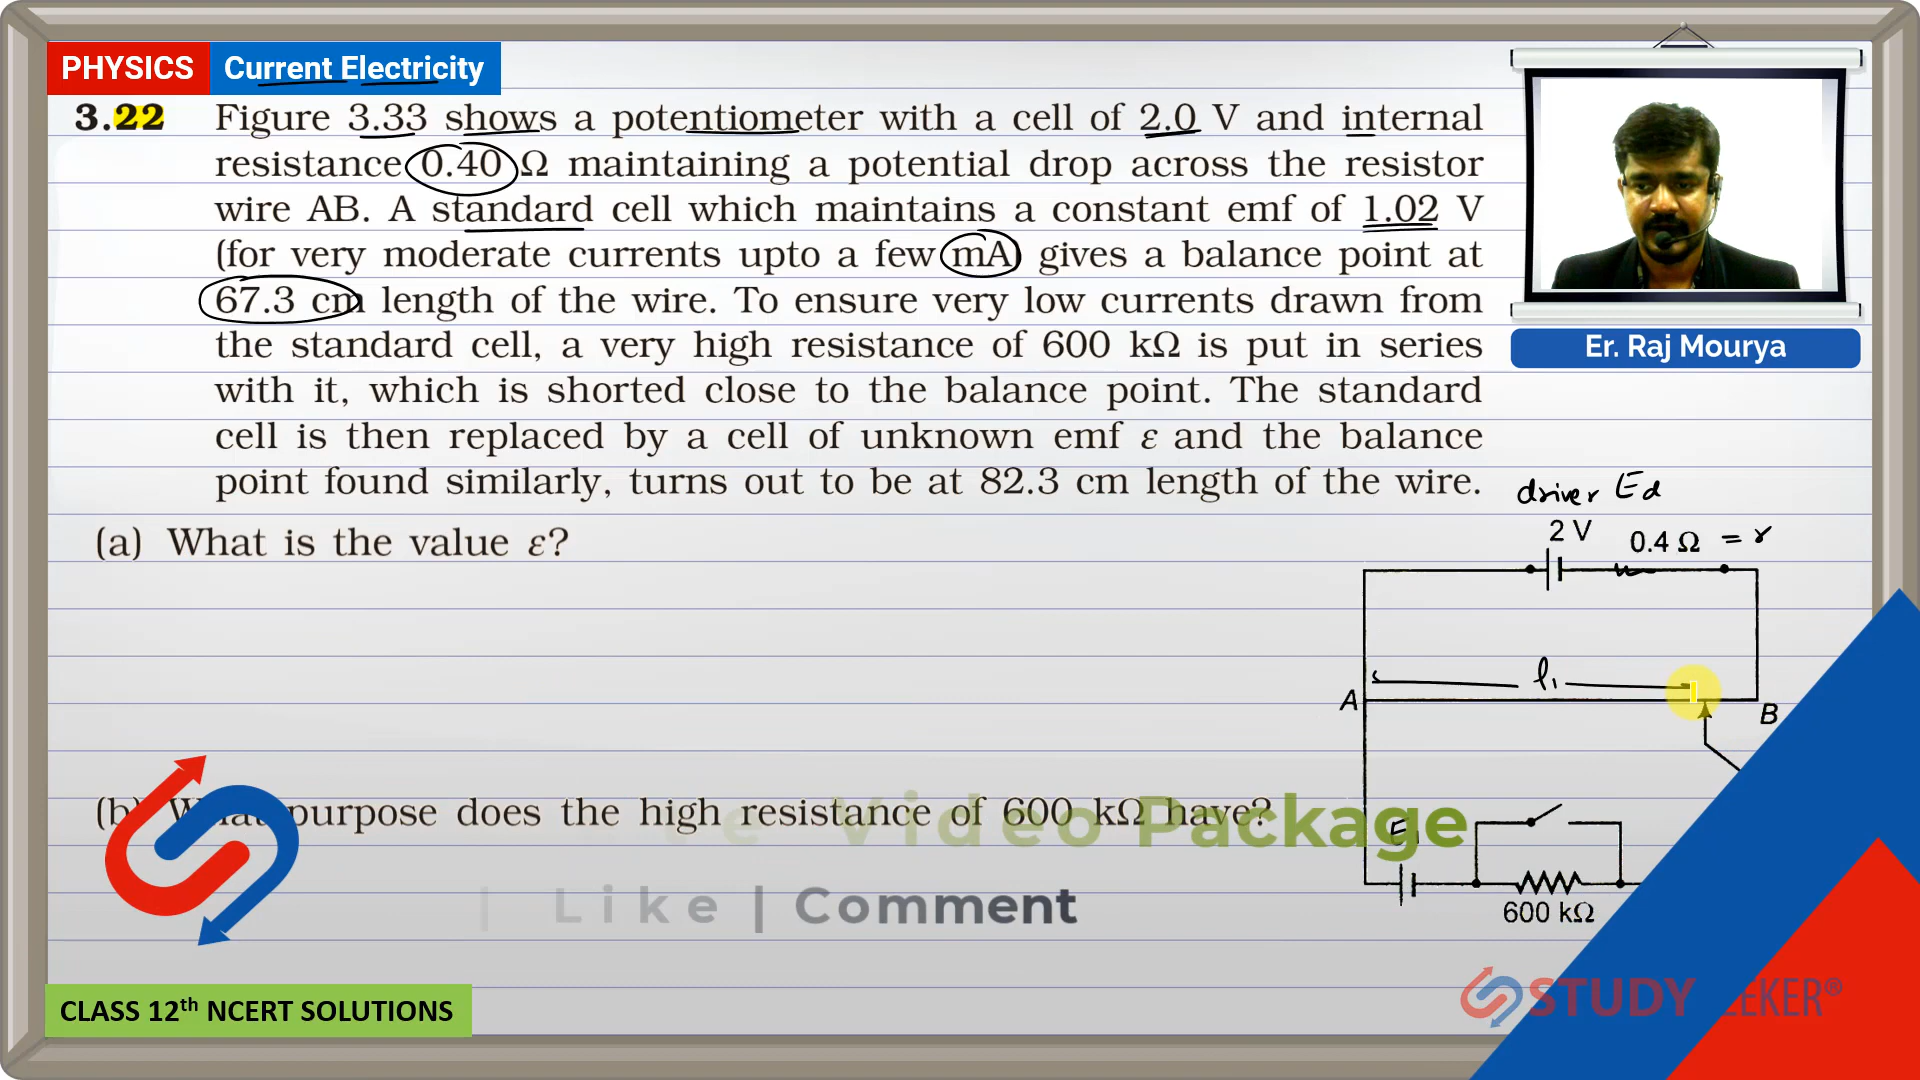 PHYSICS Current Electricity
3.22 Figure 3.33 shows a potentiometer with a cell of 2.0 V and internal
resistance 0.40 Ω maintaining a potential drop across the resistor
wire AB. A standard cell which maintains a constant emf of 1.02 V
(for very moderate currents upto a few mA) gives a balance point at
67.3 cm length of the wire. To ensure very low currents drawn from
the standard cell, a very high resistance of 600 kΩ is put in series
with it, which is shorted close to the balance point. The standard
cell is then replaced by a cell of unknown emf ε and the balance
point found similarly, turns out to be at 82.3 cm length of the wire.
Er. Raj Mourya
(a) What is the value ε?
driver Ed
2 V 0.4 Ω = r
l₁
A B
(b) What purpose does the high resistance of 600 kΩ have?
Video Package
| Like | Comment
600 kΩ
CLASS 12th NCERT SOLUTIONS